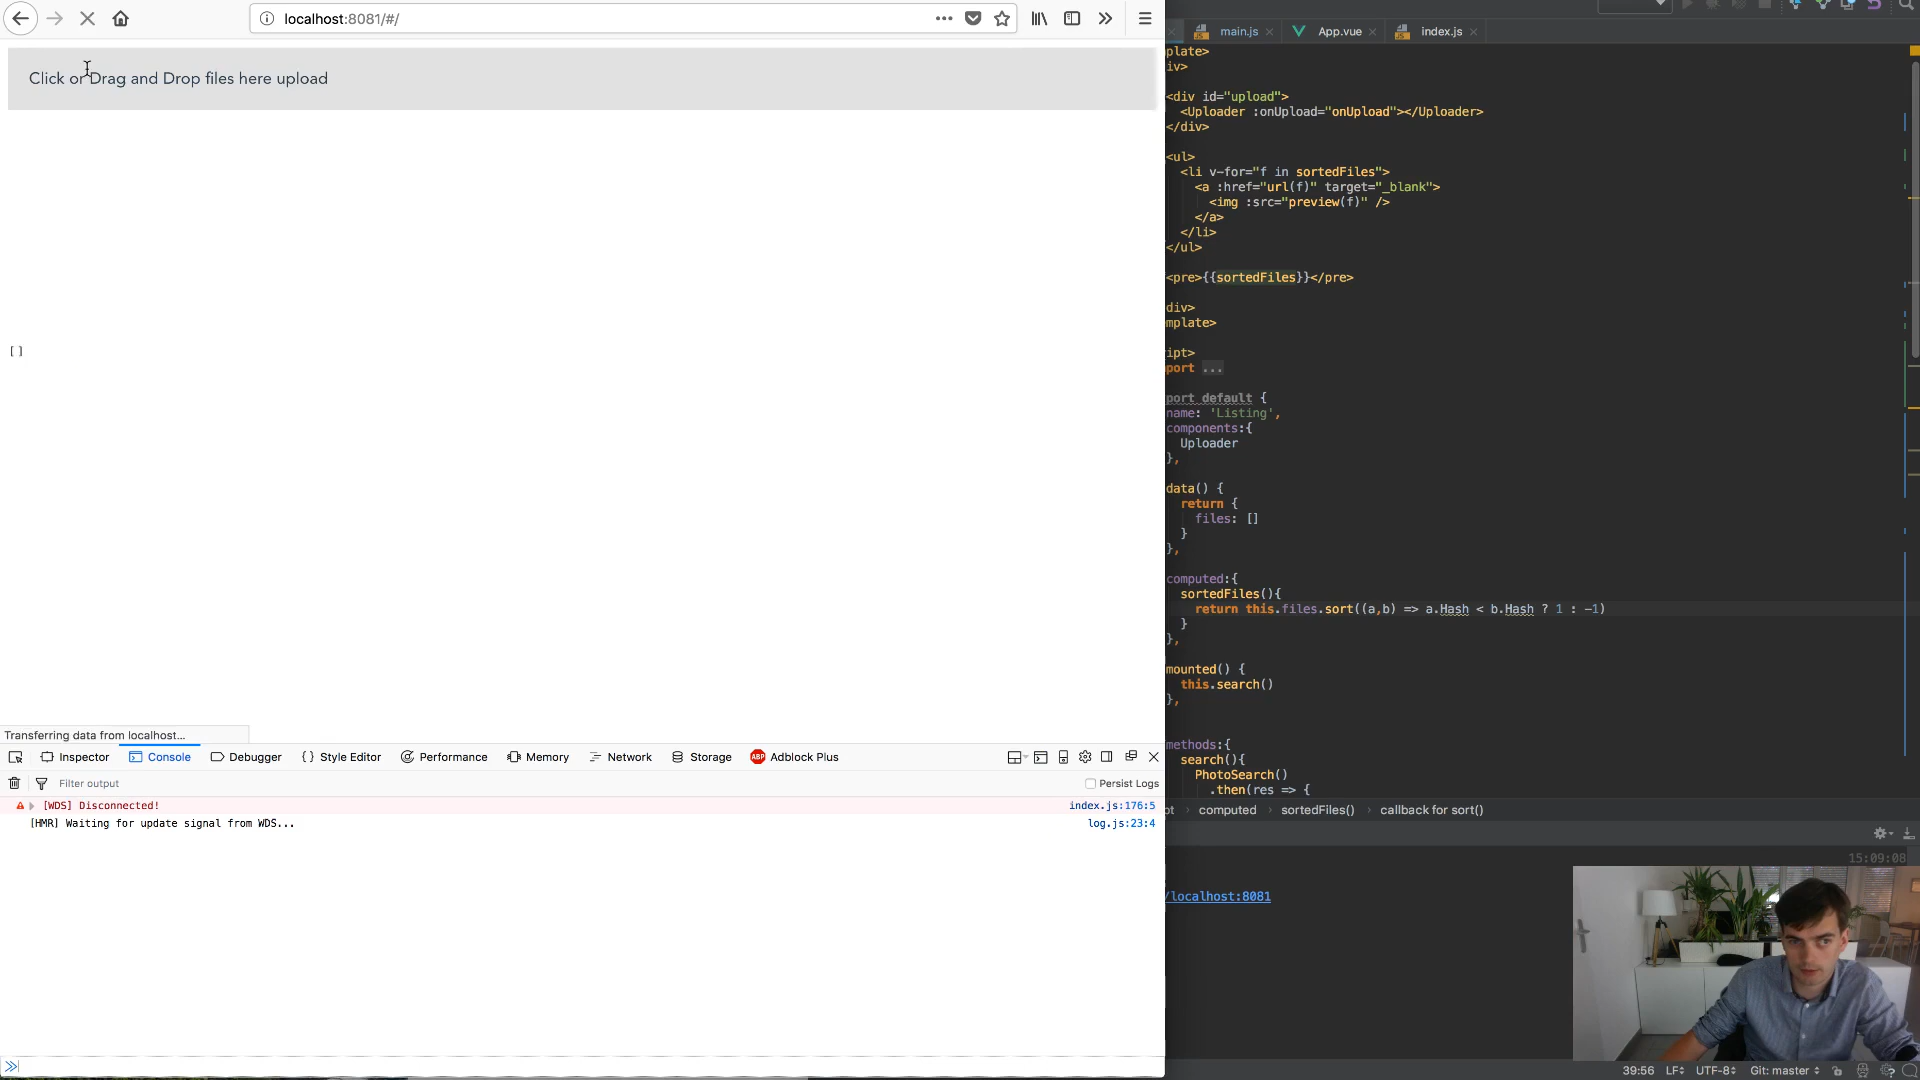 localhost:8081/#/
Click or Drag and Drop files here upload
[]
Transferring data from localhost...
Inspector
Console
Debugger
Style Editor
Performance
Memory
Network
Storage
ABP Adblock Plus
Filter output
Persist Logs
[WDS] Disconnected!
index.js:176:5
[HMR] Waiting for update signal from WDS...
log.js:23:4
main.js
App.vue
index.js
plate>
iv>
<div id="upload">
<Uploader :onUpload="onUpload"></Uploader>
</div>
<ul>
<li v-for="f in sortedFiles">
<a :href="url(f)" target="_blank">
<img :src="preview(f)" />
</a>
</li>
</ul>
<pre>{{sortedFiles}}</pre>
div>
mplate>
ipt>
port ...
port default {
name: 'Listing',
components:{
Uploader
},
data() {
return {
files: []
}
},
computed:{
sortedFiles(){
return this.files.sort((a,b) => a.Hash < b.Hash ? 1 : -1)
}
},
mounted() {
this.search()
},
methods:{
search(){
PhotoSearch()
.then(res => {
pt › computed › sortedFiles() › callback for sort()
15:09:08
/localhost:8081
39:56 LF UTF-8 Git: master